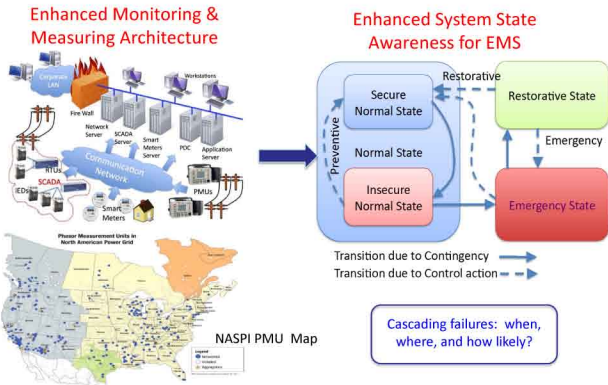 Enhanced Monitoring &
Measuring Architecture
Corporate
LAN
Workstations
Fire Wall
Network
Server
SCADA
Server
Smart
Meters
Server
PDC
Application
Server
Communication
Network
RTUs
SCADA
IEDs
Smart
Meters
PMUs
Phasor Measurement Units in
North American Power Grid
Legend
NASPI PMU Map
Enhanced System State
Awareness for EMS
Restorative
Secure
Normal State
Restorative State
Preventive
Normal State
Emergency
Insecure
Normal State
Emergency State
Transition due to Contingency
Transition due to Control action
Cascading failures: when,
where, and how likely?